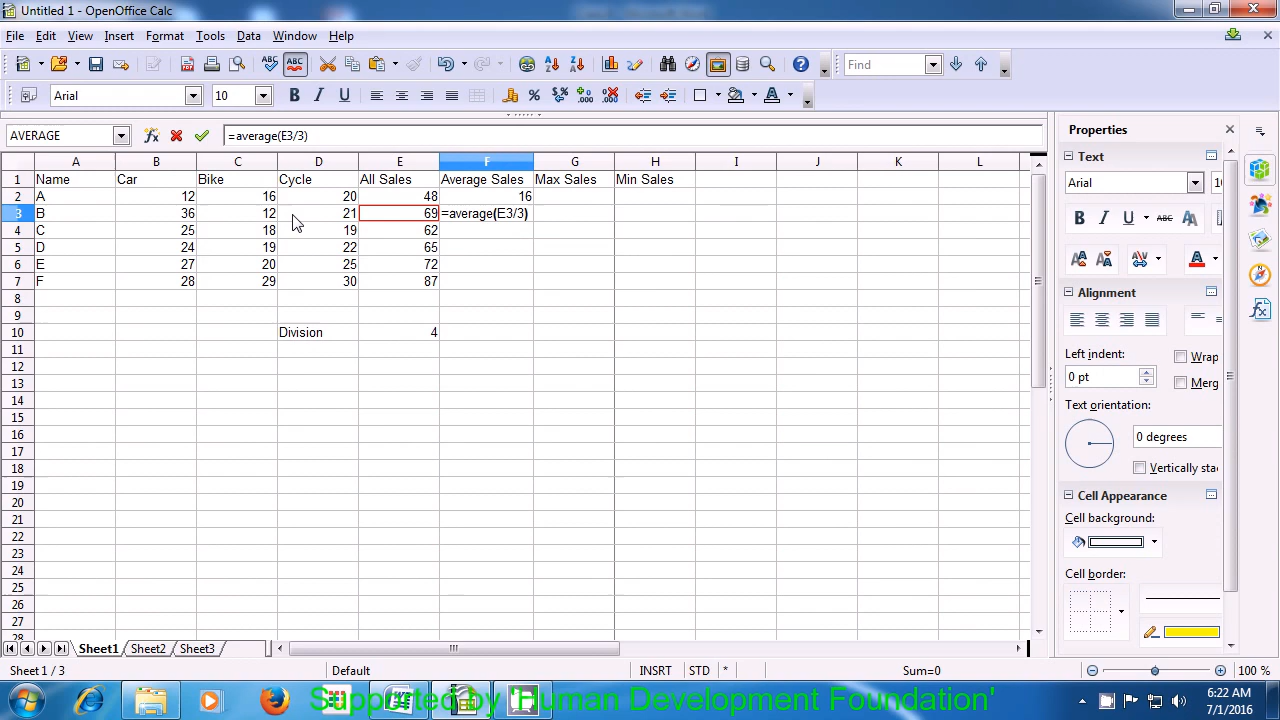 Untitled 1 - OpenOffice Calc
File Edit View Insert Format Tools Data Window Help
Find
Arial 10
AVERAGE =average(E3/3)
A B C D E F G H I J K L
1 Name Car Bike Cycle All Sales Average Sales Max Sales Min Sales
2 A 12 16 20 48 16
3 B 36 12 21 69 =average(E3/3)
4 C 25 18 19 62
5 D 24 19 22 65
6 E 27 20 25 72
7 F 28 29 30 87
8
9
10 Division 4
11
12
13
14
15
16
17
18
19
20
21
22
23
24
25
26
27
28
Properties
Text
Arial
Alignment
Left indent:
Wrap
0 pt
Merg
Text orientation:
0 degrees
Vertically sta
Cell Appearance
Cell background:
Cell border:
Sheet1 Sheet2 Sheet3
Sheet 1 / 3 Default INSRT STD * Sum=0 100 %
Supported by 'Human Development Foundation'
6:22 AM
7/1/2016